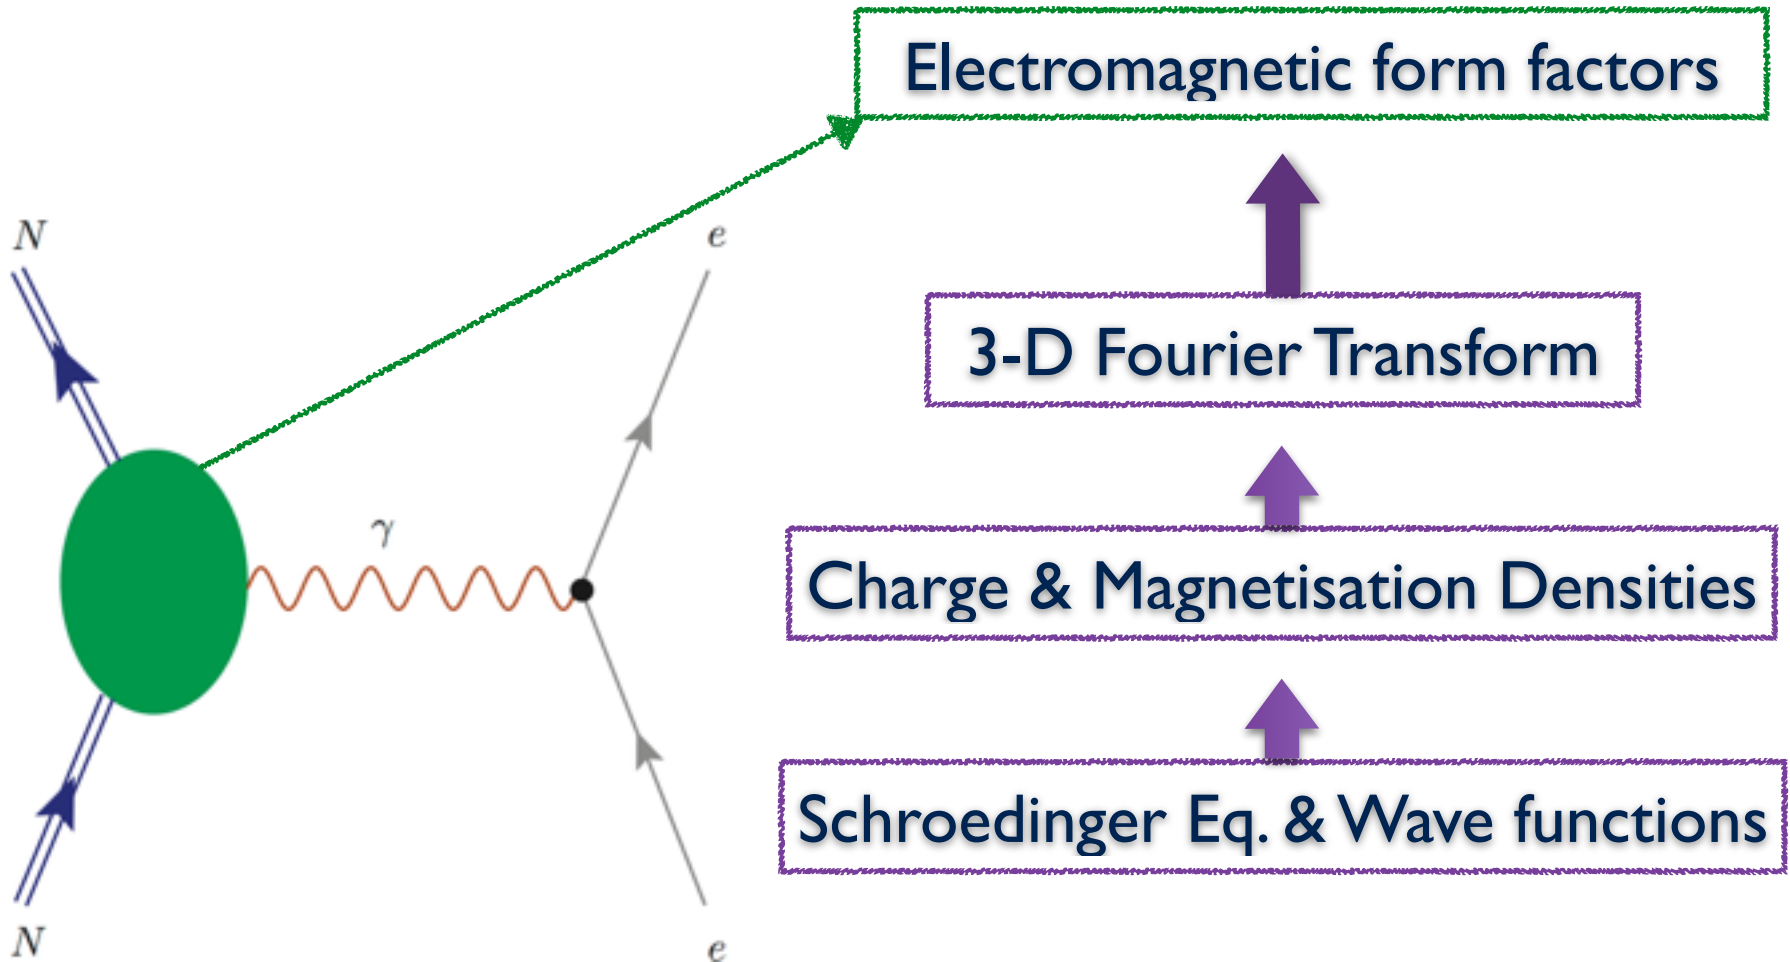 Electromagnetic form factors
N
e
3-D Fourier Transform
γ
Charge & Magnetisation Densities
Schroedinger Eq. & Wave functions
N
e